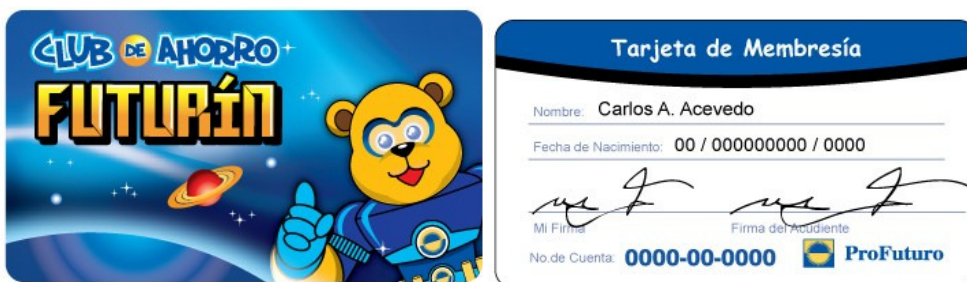 CLUB DE AHORRO
FUTURÍN
Tarjeta de Membresía
Nombre: Carlos A. Acevedo
Fecha de Nacimiento: 00 / 000000000 / 0000
Mi Firma Firma del Acudiente
No.de Cuenta: 0000-00-0000 ProFuturo